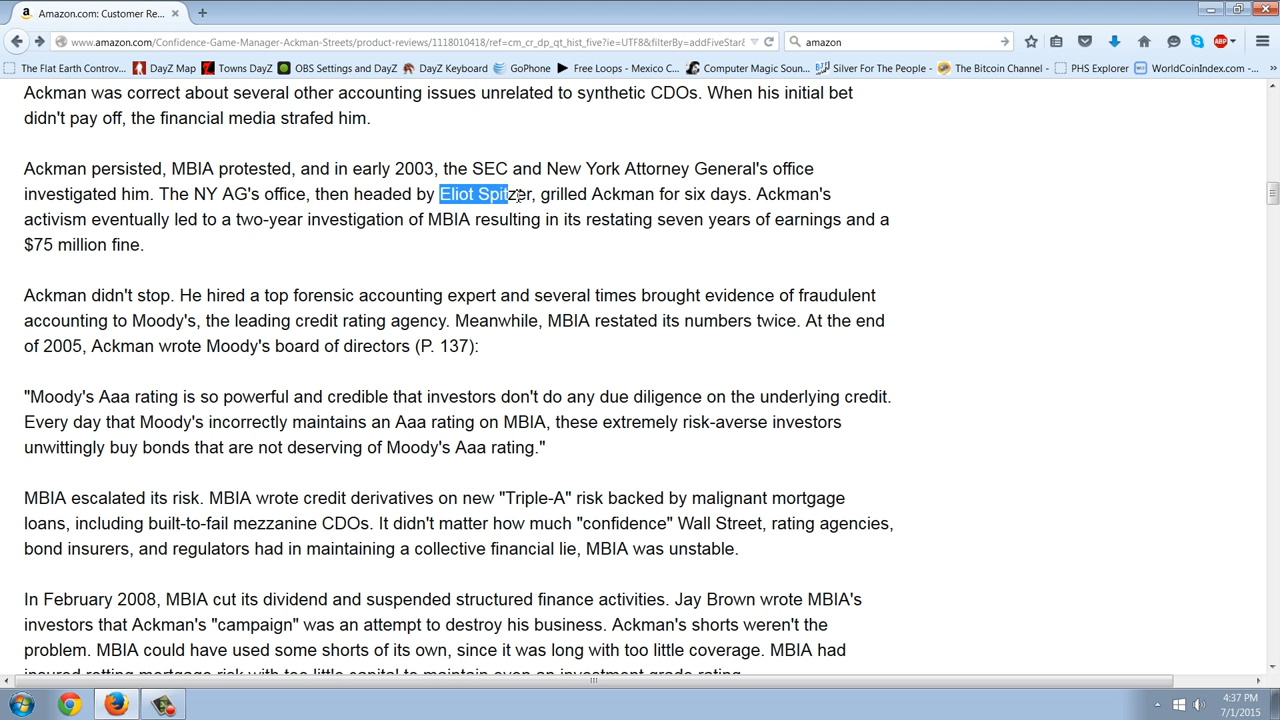 Amazon.com: Customer Re...
www.amazon.com/Confidence-Game-Manager-Ackman-Streets/product-reviews/1118010418/ref=cm_cr_dp_qt_hist_five?ie=UTF8&filterBy=addFiveStar&
amazon
ABP
The Flat Earth Controv...
DayZ Map
Towns DayZ
OBS Settings and DayZ
DayZ Keyboard
GoPhone
Free Loops - Mexico C...
Computer Magic Soun...
Silver For The People -
The Bitcoin Channel -
PHS Explorer
WorldCoinIndex.com -...
Ackman was correct about several other accounting issues unrelated to synthetic CDOs. When his initial bet
didn't pay off, the financial media strafed him.
Ackman persisted, MBIA protested, and in early 2003, the SEC and New York Attorney General's office
investigated him. The NY AG's office, then headed by Eliot Spitzer, grilled Ackman for six days. Ackman's
activism eventually led to a two-year investigation of MBIA resulting in its restating seven years of earnings and a
$75 million fine.
Ackman didn't stop. He hired a top forensic accounting expert and several times brought evidence of fraudulent
accounting to Moody's, the leading credit rating agency. Meanwhile, MBIA restated its numbers twice. At the end
of 2005, Ackman wrote Moody's board of directors (P. 137):
"Moody's Aaa rating is so powerful and credible that investors don't do any due diligence on the underlying credit.
Every day that Moody's incorrectly maintains an Aaa rating on MBIA, these extremely risk-averse investors
unwittingly buy bonds that are not deserving of Moody's Aaa rating."
MBIA escalated its risk. MBIA wrote credit derivatives on new "Triple-A" risk backed by malignant mortgage
loans, including built-to-fail mezzanine CDOs. It didn't matter how much "confidence" Wall Street, rating agencies,
bond insurers, and regulators had in maintaining a collective financial lie, MBIA was unstable.
In February 2008, MBIA cut its dividend and suspended structured finance activities. Jay Brown wrote MBIA's
investors that Ackman's "campaign" was an attempt to destroy his business. Ackman's shorts weren't the
problem. MBIA could have used some shorts of its own, since it was long with too little coverage. MBIA had
insured rotting mortgage risk with too little capital to maintain even an investment grade rating.
4:37 PM
7/1/2015